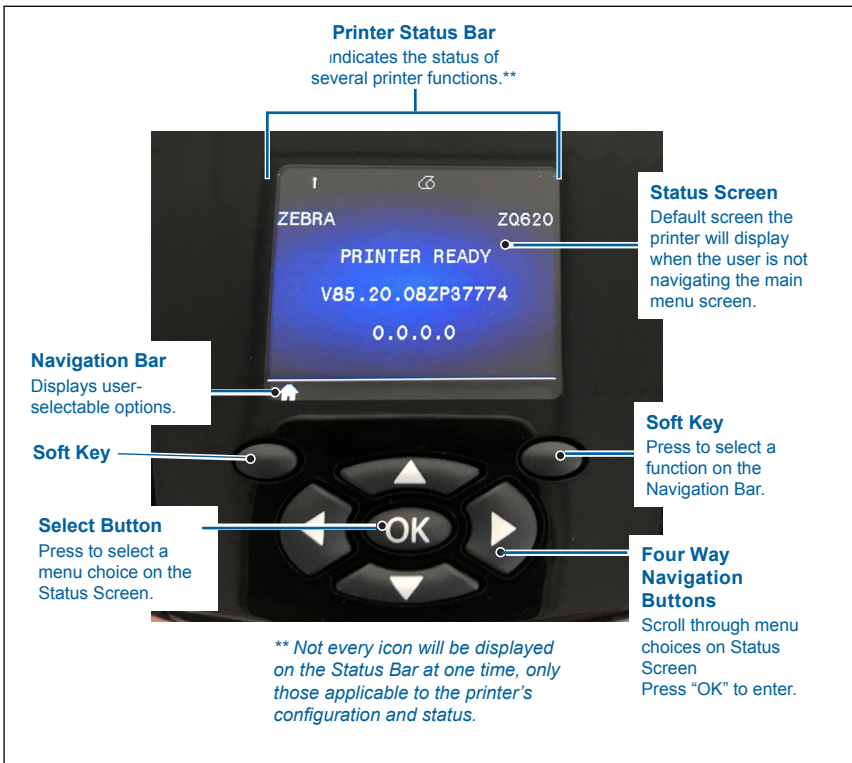 Printer Status Bar
indicates the status of
several printer functions.**
ZEBRA ZQ620
PRINTER READY
V85.20.08ZP37774
0.0.0.0
Status Screen
Default screen the
printer will display
when the user is not
navigating the main
menu screen.
Navigation Bar
Displays user-
selectable options.
Soft Key
Soft Key
Press to select a
function on the
Navigation Bar.
Select Button
Press to select a
menu choice on the
Status Screen.
OK
Four Way
Navigation
Buttons
Scroll through menu
choices on Status
Screen
Press “OK” to enter.
** Not every icon will be displayed
on the Status Bar at one time, only
those applicable to the printer’s
configuration and status.